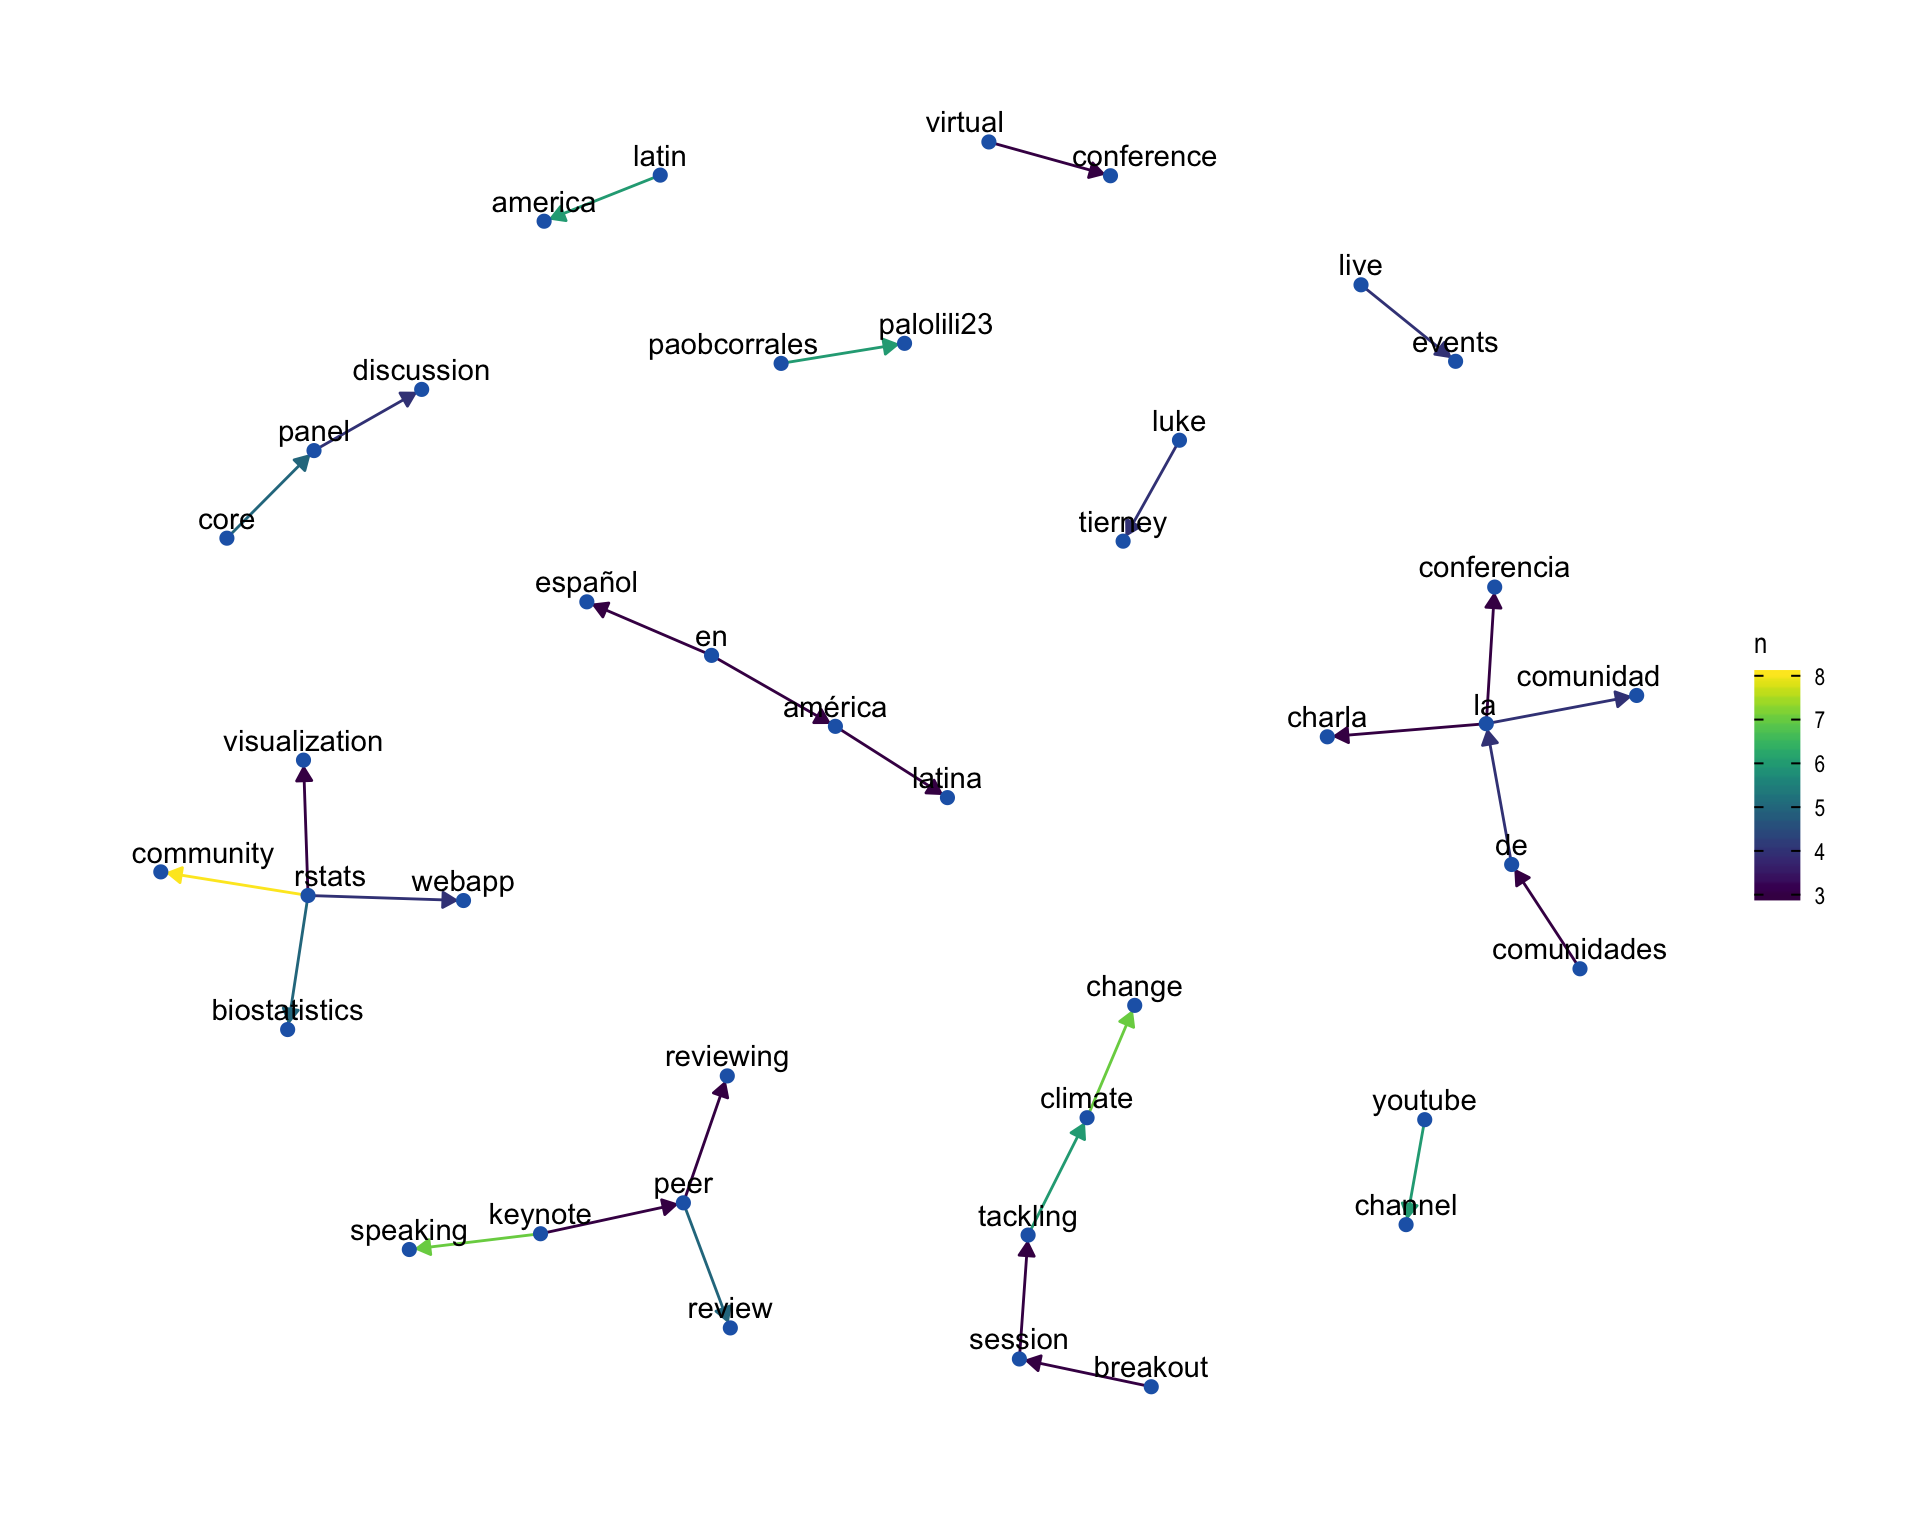 virtual
conference
latin
america
live
events
palolili23
paobcorrales
discussion
panel
core
luke
tierney
español
en
américa
latina
conferencia
comunidad
la
charla
de
comunidades
n
8
7
6
5
4
3
visualization
community
rstats
webapp
biostatistics
change
climate
tackling
session
breakout
reviewing
peer
keynote
speaking
review
youtube
channel